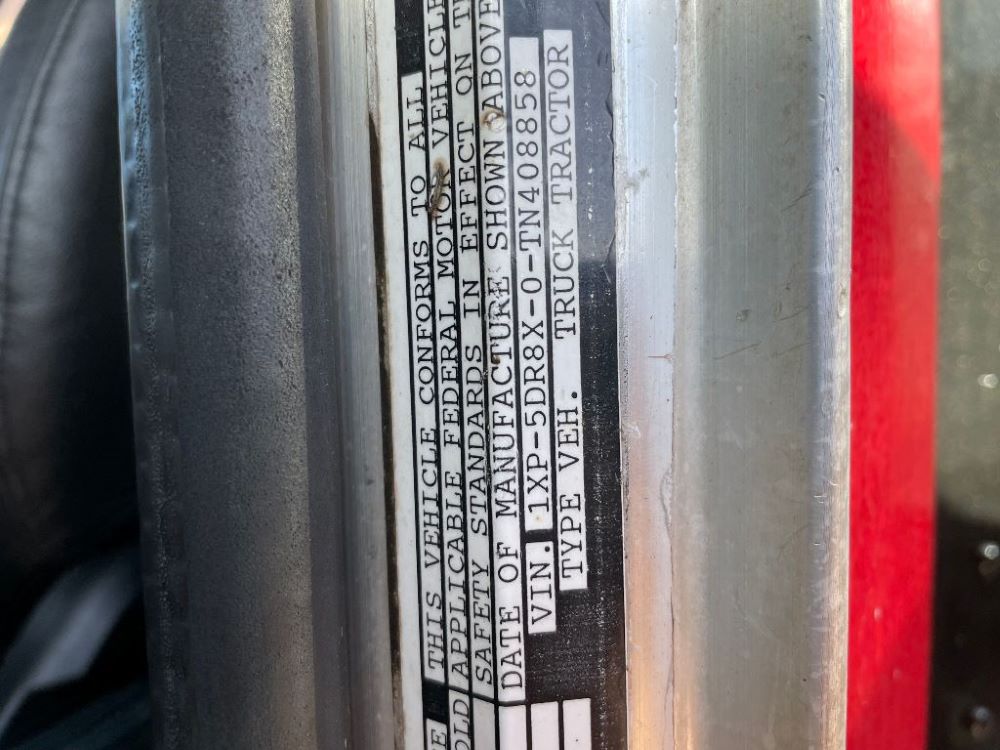 THIS VEHICLE CONFORMS TO ALL
APPLICABLE FEDERAL MOTOR VEHICLE
SAFETY STANDARDS IN EFFECT ON
DATE OF MANUFACTURE SHOWN ABOVE
VIN. 1XP-5DR8X-0-TN408858
TYPE VEH. TRUCK TRACTOR